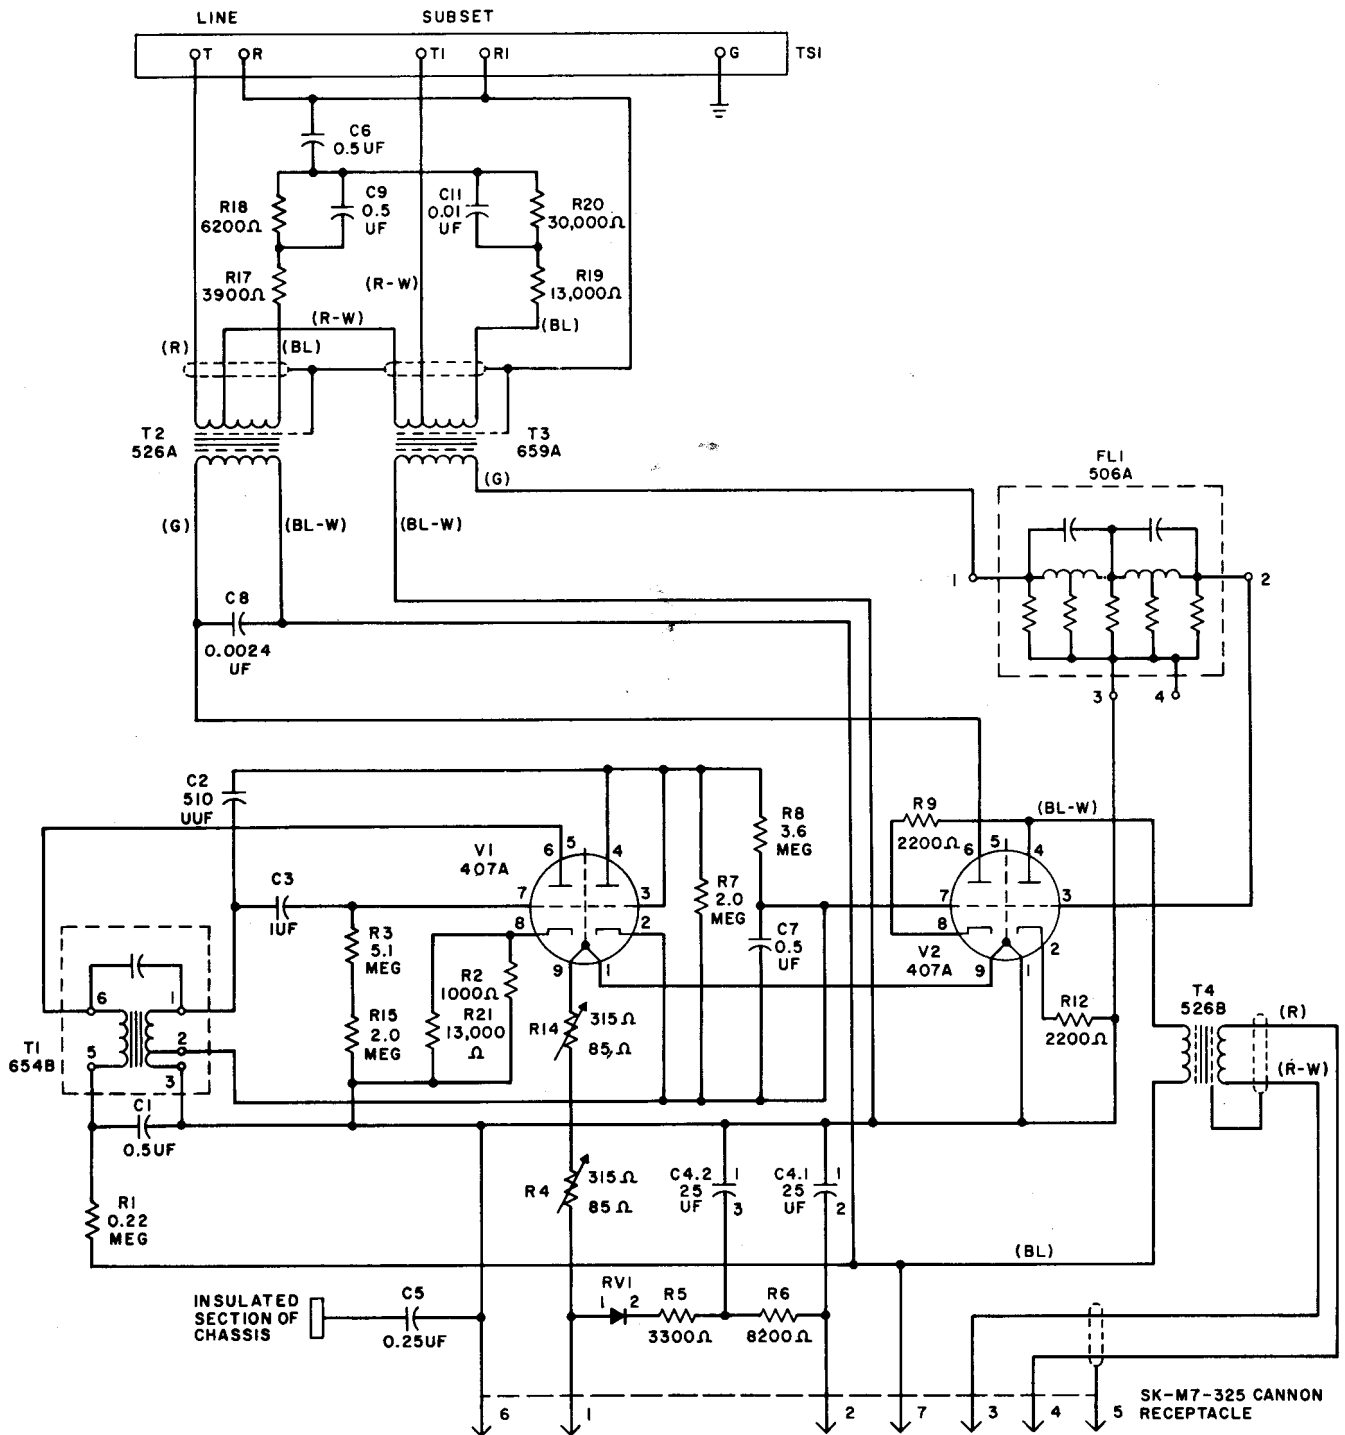 LINE
SUBSET
T
R
T1
R1
G
TS1
C6
0.5UF
R18
6200Ω
C9
0.5
UF
C11
0.01
UF
R20
30,000Ω
R17
3900Ω
(R-W)
R19
13,000Ω
(R-W)
(BL)
(R)
(BL)
T2
526A
T3
659A
(G)
FL1
506A
(G)
(BL-W)
(BL-W)
1
2
C8
0.0024
UF
3
4
C2
510
UUF
R8
3.6
MEG
R9
2200Ω
(BL-W)
V1
407A
6
5
4
7
3
8
2
9
1
R7
2.0
MEG
6
5
4
7
3
8
2
9
1
V2
407A
C3
1UF
C7
0.5
UF
R3
5.1
MEG
R2
1000Ω
R15
2.0
MEG
R21
13,000
Ω
R14
315Ω
85Ω
R12
2200Ω
T4
526B
(R)
(R-W)
T1
654B
6
1
5
2
3
C1
0.5UF
R1
0.22
MEG
R4
315Ω
85Ω
C4.2
25
UF
1
3
C4.1
25
UF
1
2
(BL)
INSULATED
SECTION OF
CHASSIS
C5
0.25UF
RV1
1
2
R5
3300Ω
R6
8200Ω
6
1
2
7
3
4
5
SK-M7-325 CANNON
RECEPTACLE